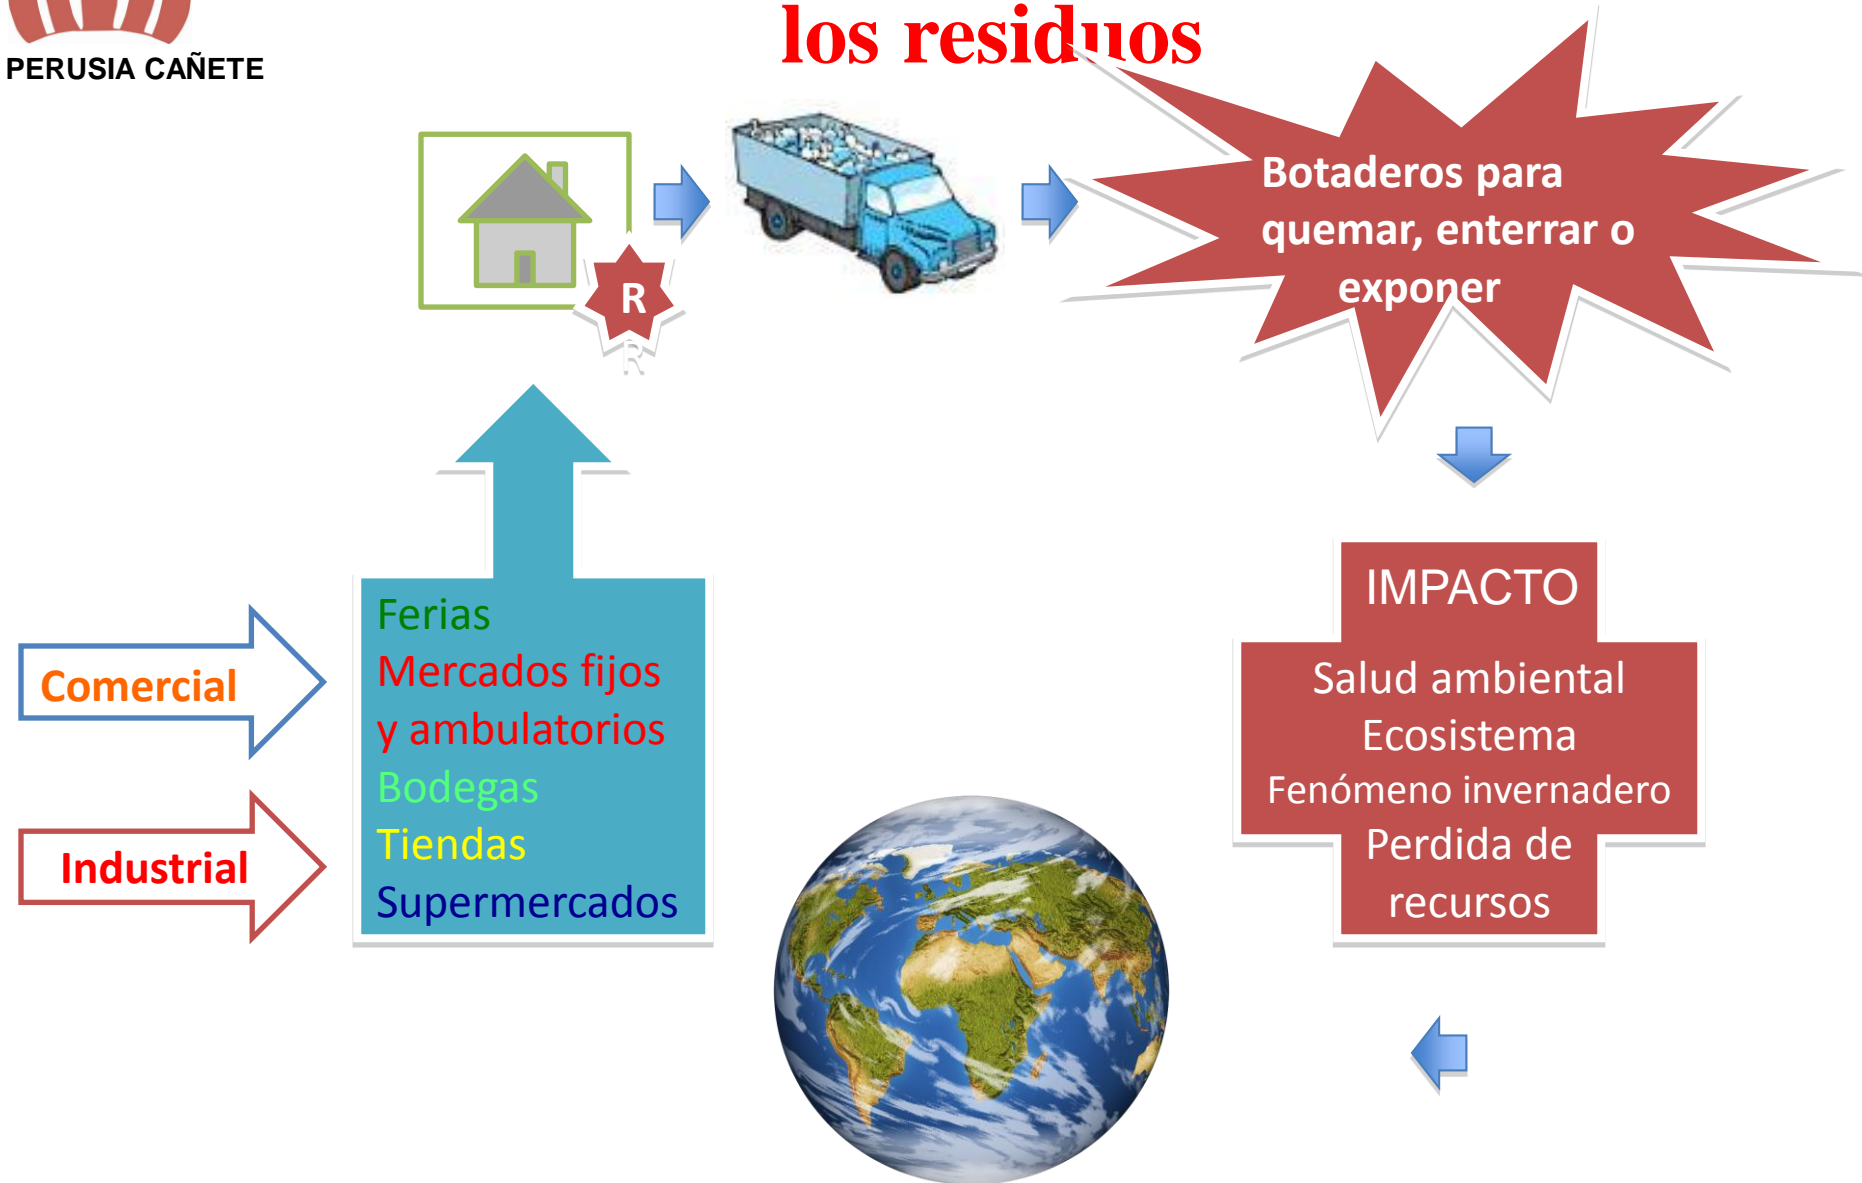 los residuos
PERUSIA CAÑETE
Botaderos para
quemar, enterrar o
exponer
R
R
IMPACTO
Salud ambiental
Ecosistema
Fenómeno invernadero
Perdida de
recursos
Ferias
Mercados fijos
y ambulatorios
Bodegas
Tiendas
Supermercados
Comercial
Industrial